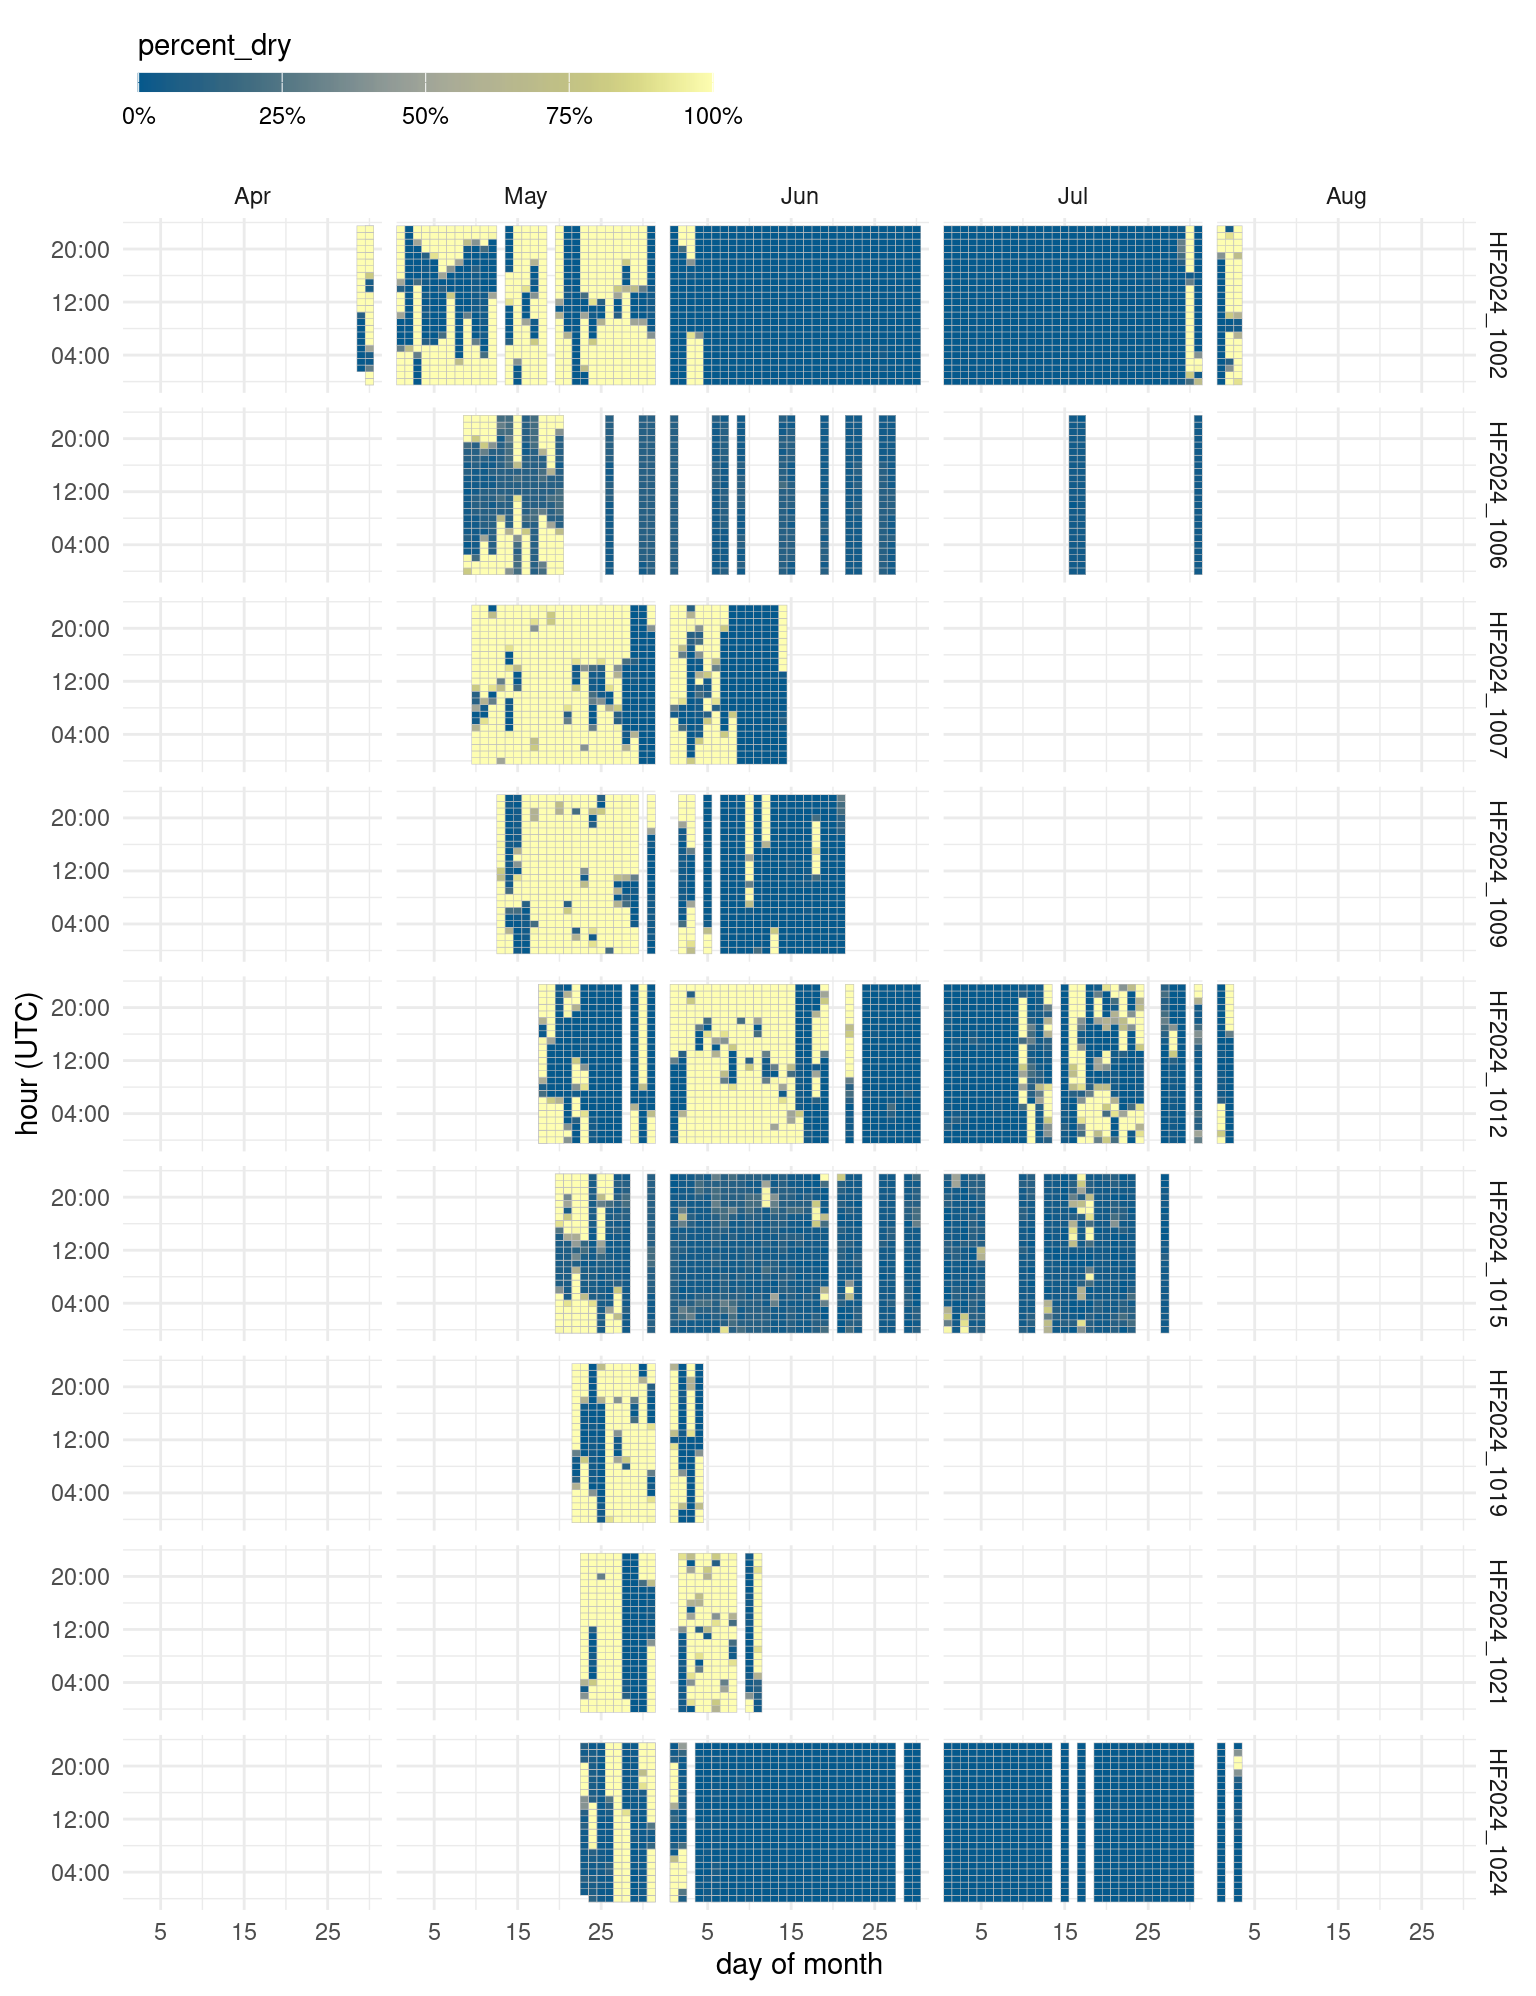 percent_dry
0% 25% 50% 75% 100%
Apr May Jun Jul Aug
20:00
12:00
04:00
HF2024_1002
20:00
12:00
04:00
HF2024_1006
20:00
12:00
04:00
HF2024_1007
20:00
12:00
04:00
HF2024_1009
hour (UTC)
20:00
12:00
04:00
HF2024_1012
20:00
12:00
04:00
HF2024_1015
20:00
12:00
04:00
HF2024_1019
20:00
12:00
04:00
HF2024_1021
20:00
12:00
04:00
HF2024_1024
5 15 25 5 15 25 5 15 25 5 15 25 5 15 25
day of month